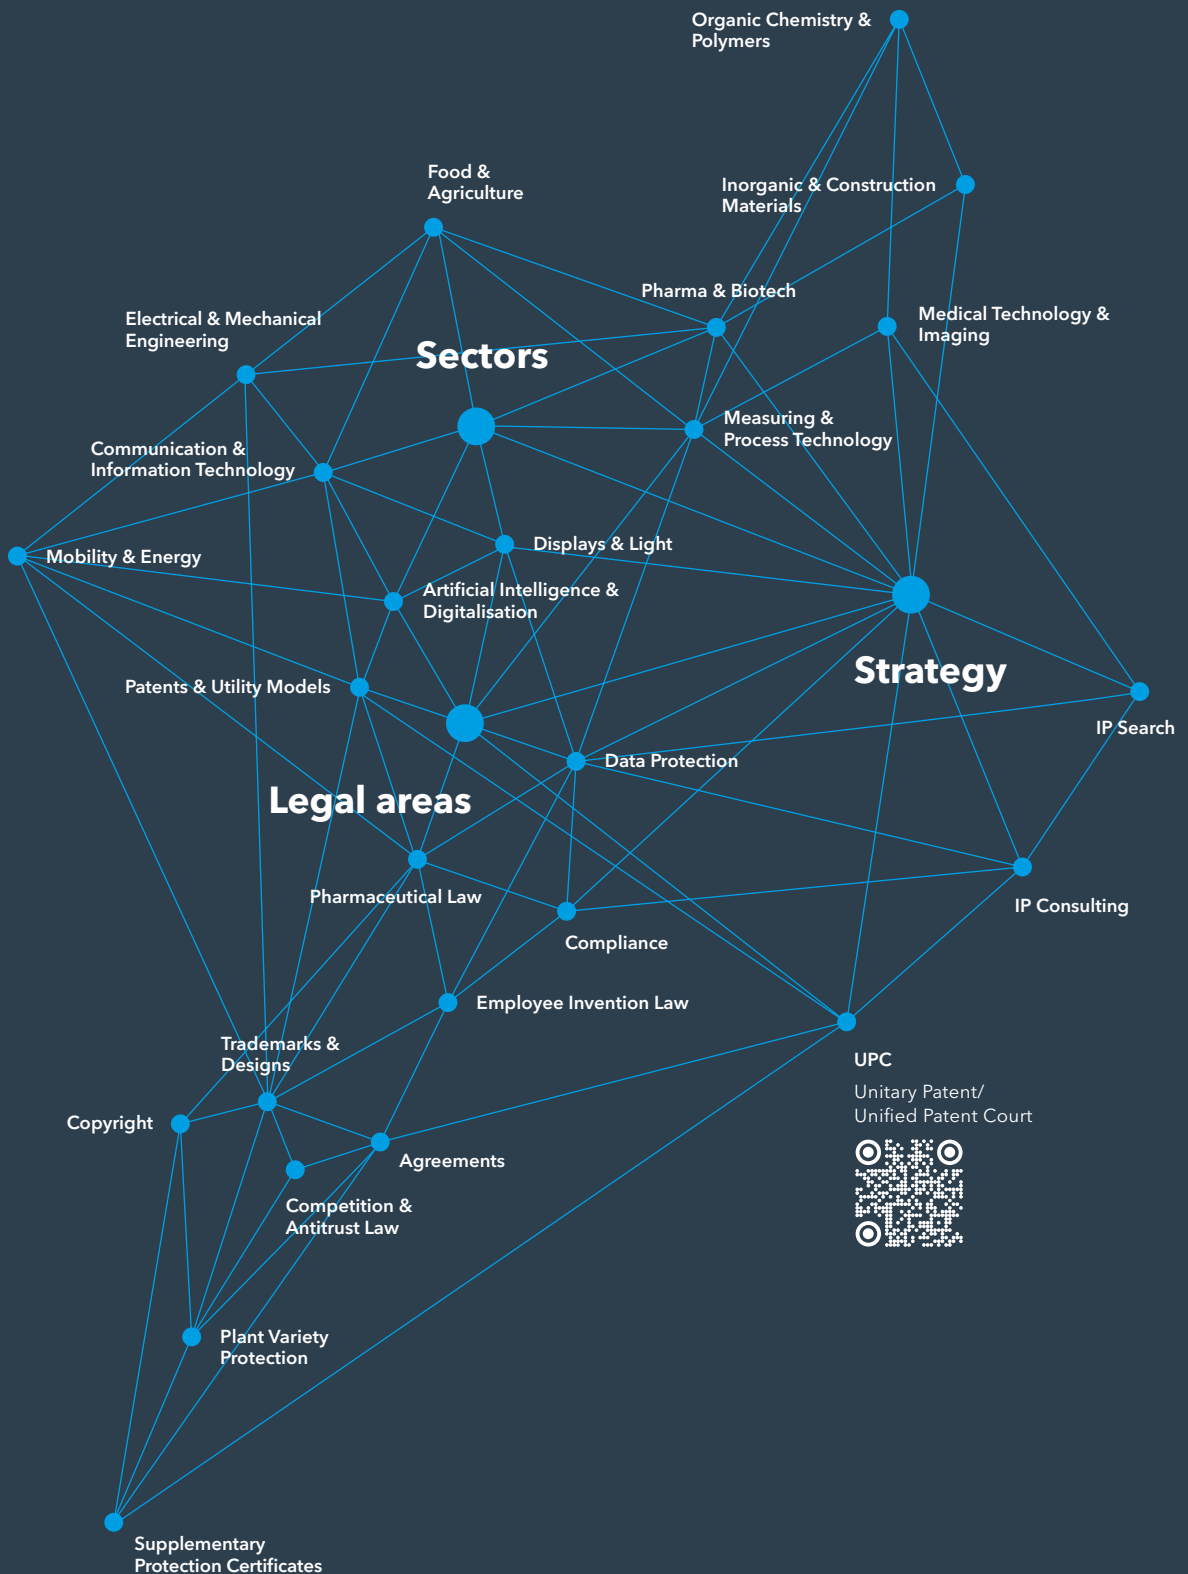 Organic Chemistry &
Polymers
Food &
Agriculture
Inorganic & Construction
Materials
Pharma & Biotech
Electrical & Mechanical
Engineering
Medical Technology &
Imaging
Sectors
Measuring &
Process Technology
Communication &
Information Technology
Displays & Light
Mobility & Energy
Artificial Intelligence &
Digitalisation
Strategy
Patents & Utility Models
IP Search
Data Protection
Legal areas
Pharmaceutical Law
IP Consulting
Compliance
Employee Invention Law
Trademarks &
Designs
UPC
Unitary Patent/
Unified Patent Court
Copyright
Agreements
Competition &
Antitrust Law
Plant Variety
Protection
Supplementary
Protection Certificates